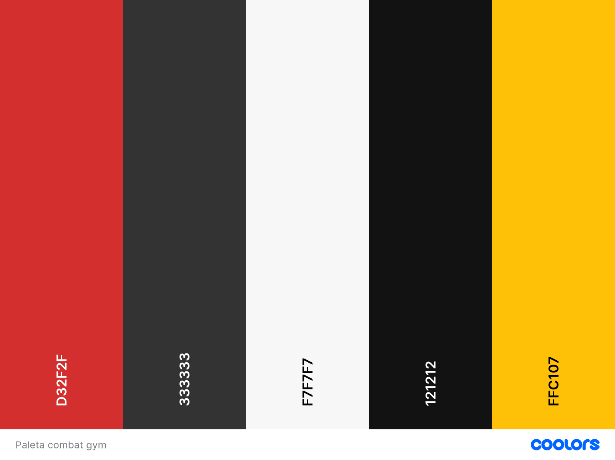 D32F2F
333333
F7F7F7
121212
FFC107
Paleta combat gym
coolors